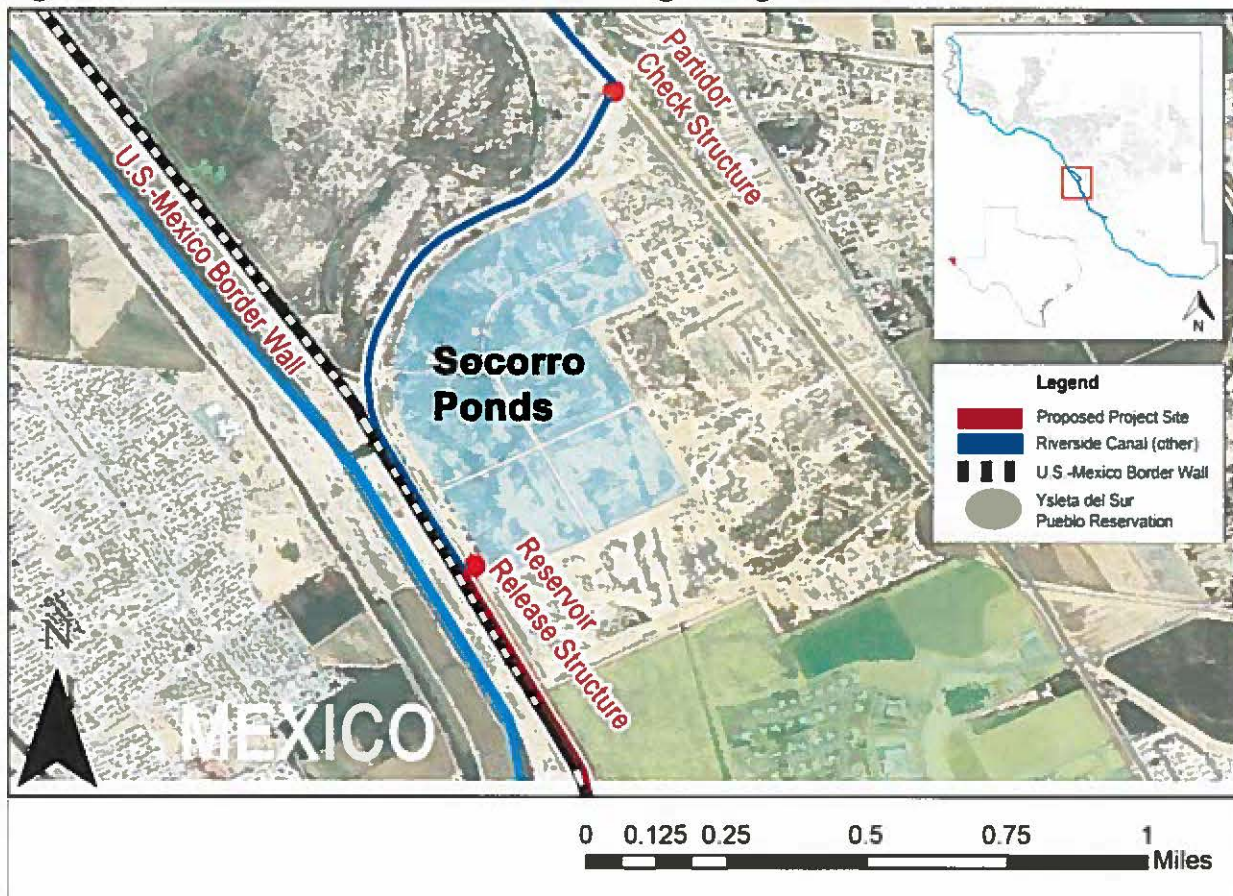 Partidor
Check Structure
U.S.-Mexico Border Wall
Socorro
Ponds
Reservoir
Release Structure
MEXICO
N
N
Legend
Proposed Project Site
Riverside Canal (other)
U.S.-Mexico Border Wall
Ysleta del Sur
Pueblo Reservation
0 0.125 0.25 0.5 0.75 1
Miles